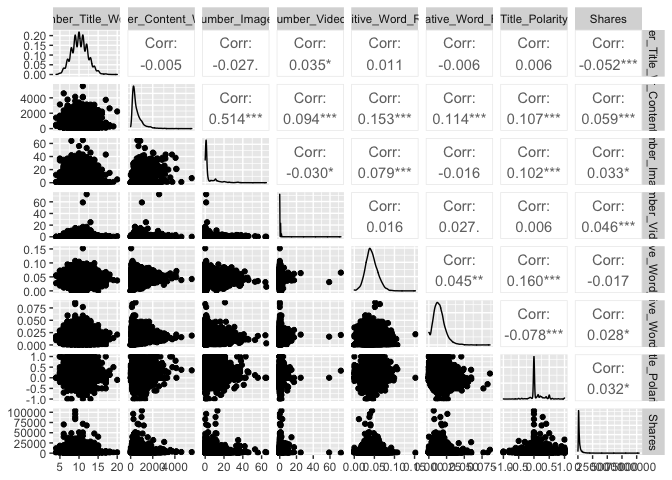 mber_Title_Wo er_Content_W umber_Image umber_Video itive_Word_R ative_Word_R Title_Polarity Shares
0.20
0.15
0.10
0.05
0.00
Corr: Corr: Corr: Corr: Corr: Corr: Corr:
-0.005 -0.027. 0.035* 0.011 -0.006 0.006 -0.052***
er_Title_
4000
2000
0
Corr: Corr: Corr: Corr: Corr: Corr:
0.514*** 0.094*** 0.153*** 0.114*** 0.107*** 0.059***
_Content
60
40
20
0
Corr: Corr: Corr: Corr: Corr:
-0.030* 0.079*** -0.016 0.102*** 0.033*
mber_Ima
60
40
20
0
Corr: Corr: Corr: Corr:
0.016 0.027. 0.006 0.046***
mber_Vid
0.15
0.10
0.05
0.00
Corr: Corr: Corr:
0.045** 0.160*** -0.017
ve_Word
0.075
0.050
0.025
0.000
Corr: Corr:
-0.078*** 0.028*
ve_Word
1.0
0.5
0.0
-0.5
-1.0
Corr:
0.032*
tle_Polar
100000
75000
50000
25000
0
Shares
5 10 15 20 0 2000 4000 0 20 40 60 0 20 40 60 0.00 0.05 0.10 0.15